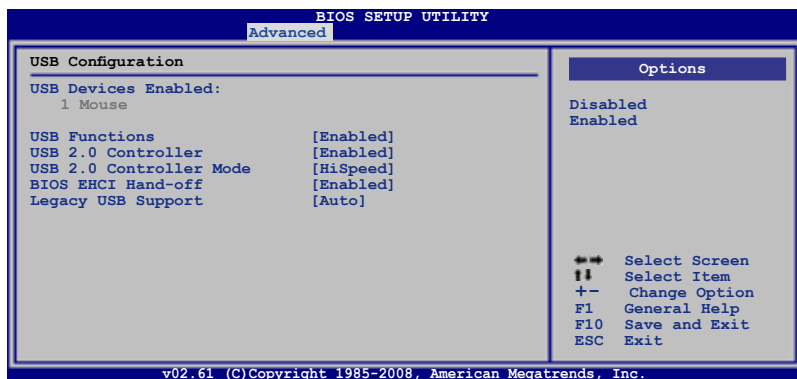 BIOS SETUP UTILITY
Advanced
USB Configuration
USB Devices Enabled:
1 Mouse
USB Functions [Enabled]
USB 2.0 Controller [Enabled]
USB 2.0 Controller Mode [HiSpeed]
BIOS EHCI Hand-off [Enabled]
Legacy USB Support [Auto]
Options
Disabled
Enabled
←→ Select Screen
↑↓ Select Item
+- Change Option
F1 General Help
F10 Save and Exit
ESC Exit
v02.61 (C)Copyright 1985-2008, American Megatrends, Inc.